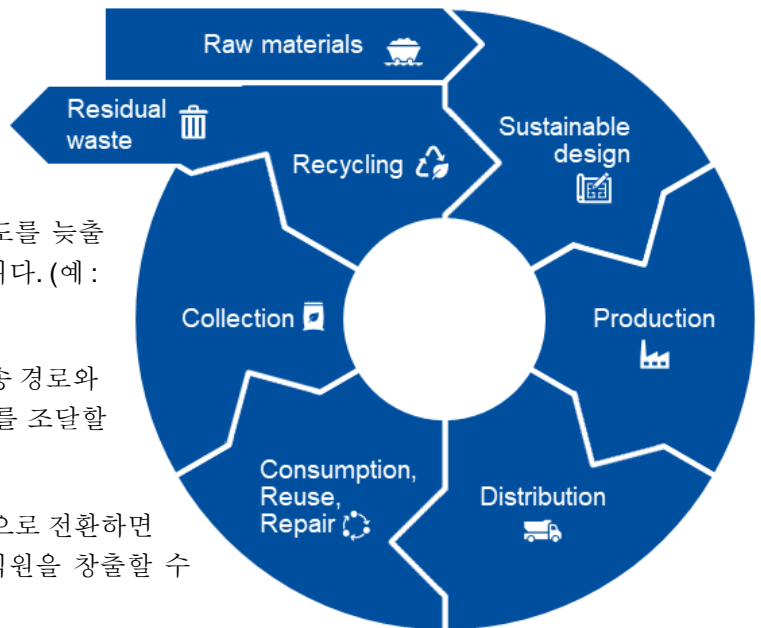 Raw materials
Residual
waste
Recycling
Sustainable
design
도를 늦출
니다. (예 :
Collection
Production
송 경로와
를 조달할
Consumption,
Reuse,
Repair
Distribution
으로 전환하면
익원을 창출할 수